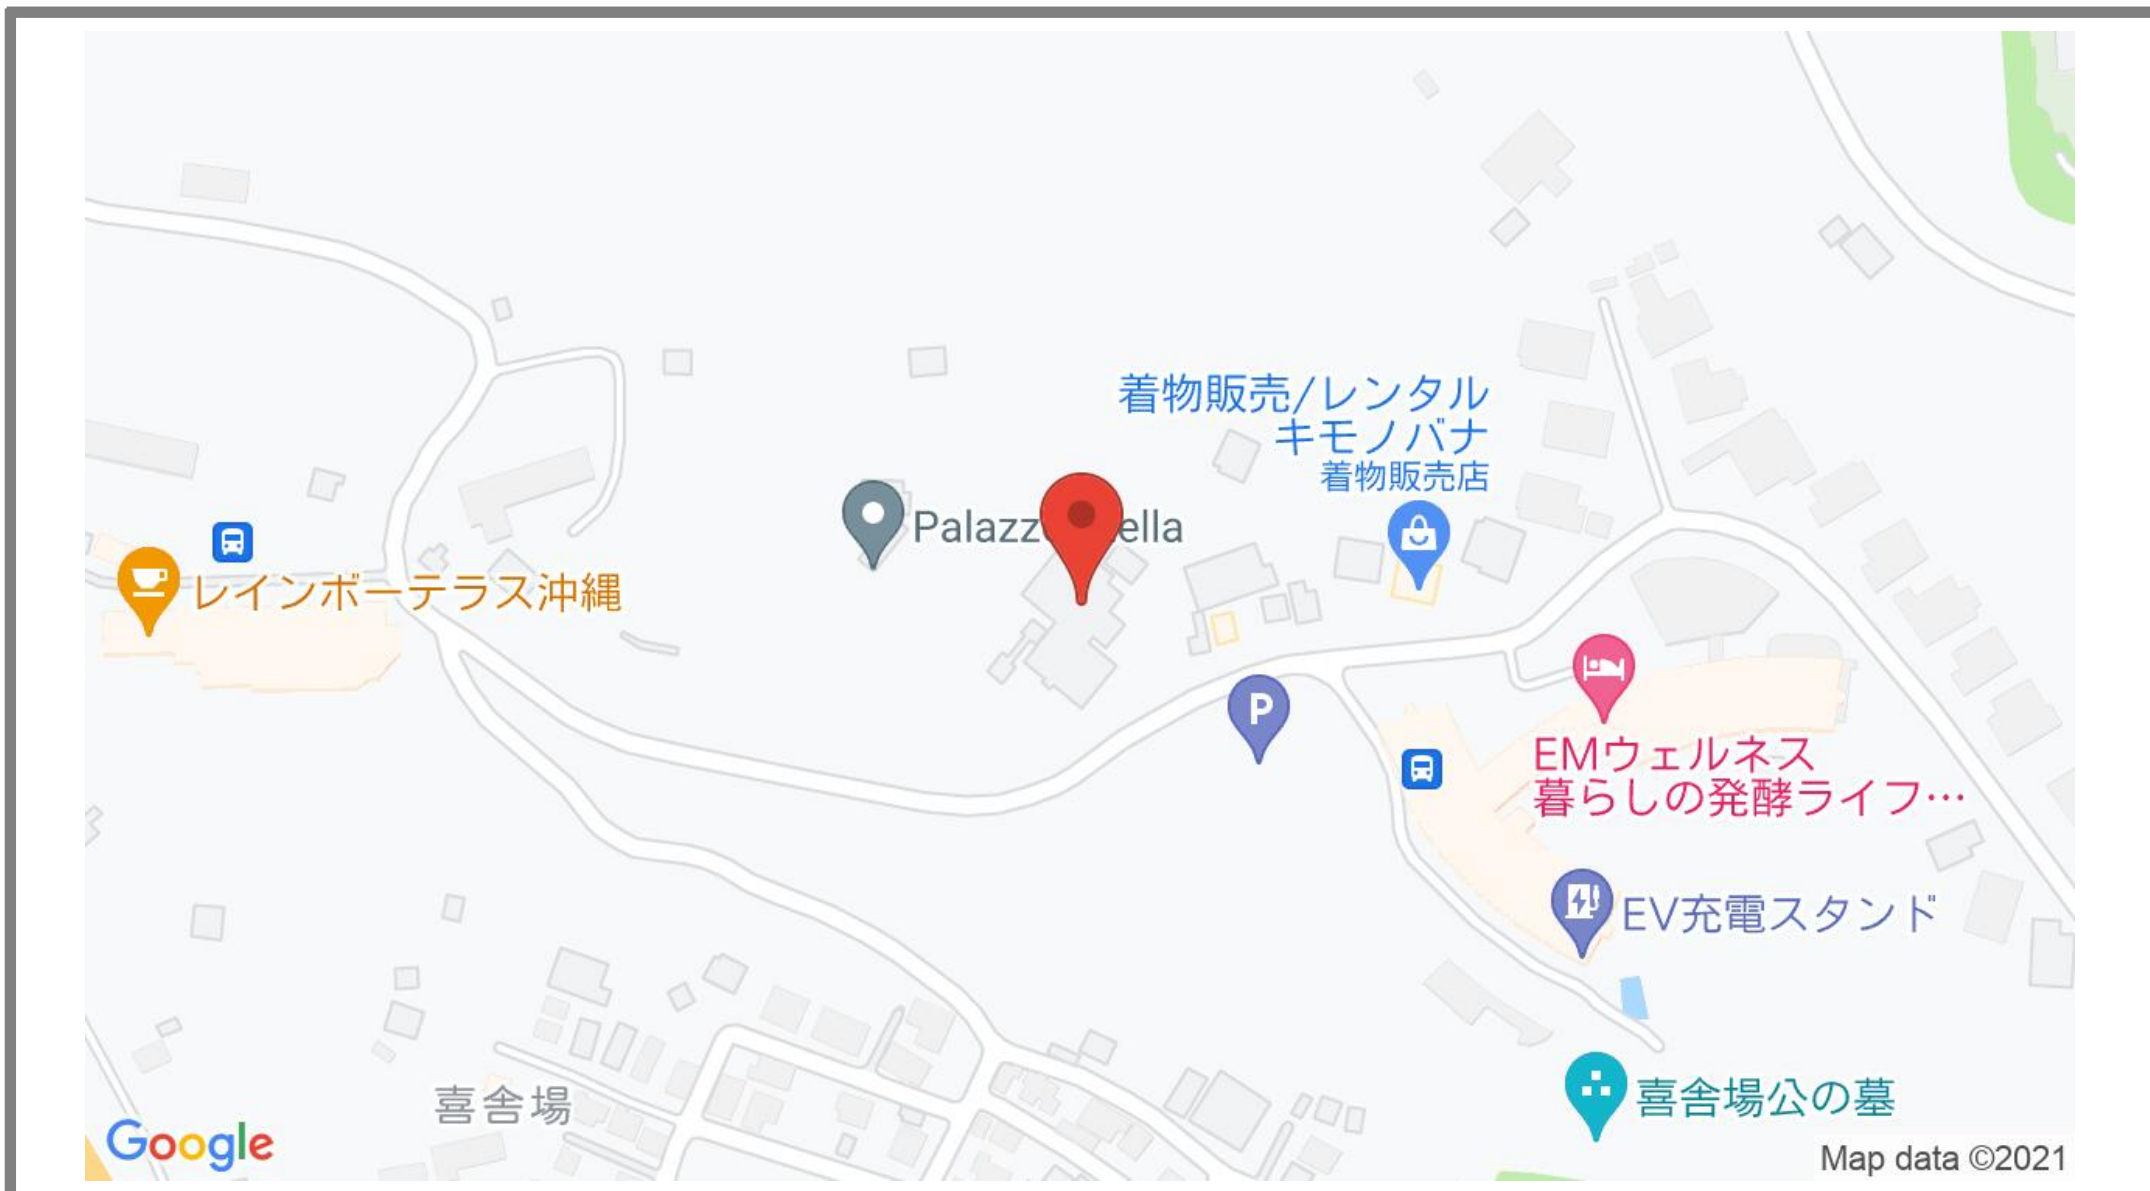 着物販売/レンタル
キモノバナ
着物販売店
Palazz ella
レインボーテラス沖縄
P
EMウェルネス
暮らしの発酵ライフ…
EV充電スタンド
喜舎場
喜舎場公の墓
Google
Map data ©2021